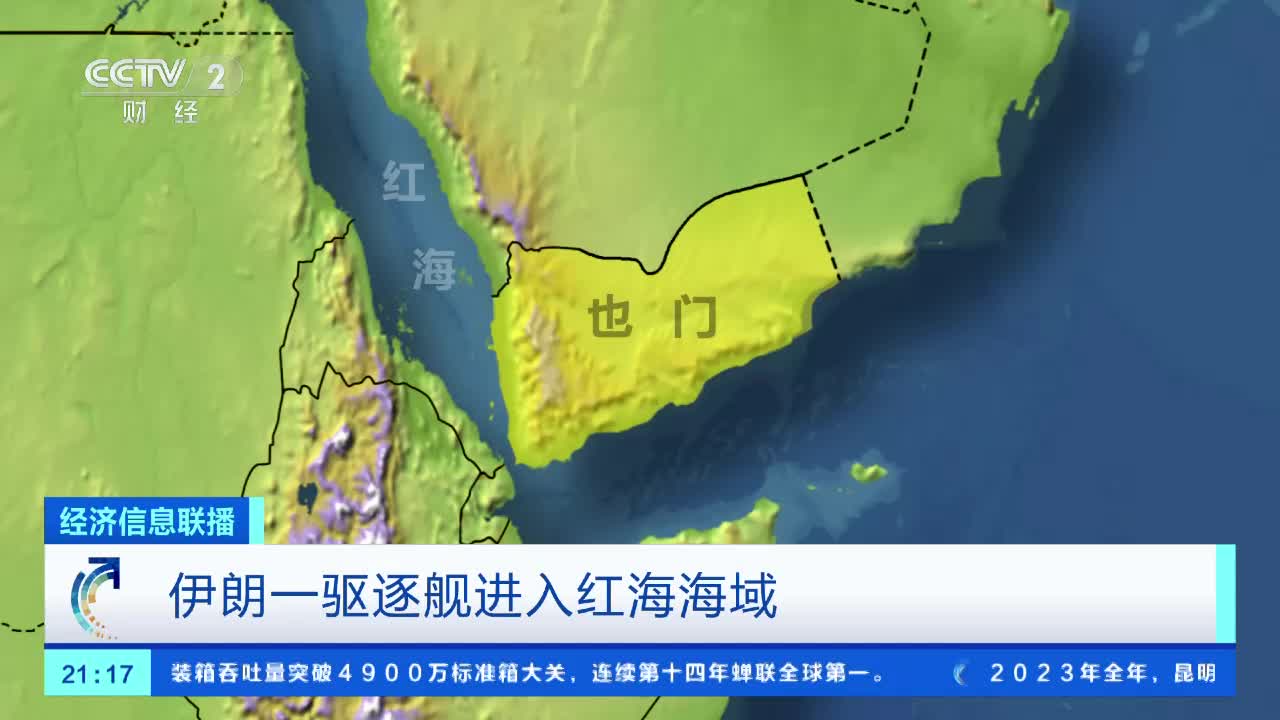 CCTV 2
财 经
红
海
也 门
经济信息联播
伊朗一驱逐舰进入红海海域
21:17 装箱吞吐量突破4900万标准箱大关，连续第十四年蝉联全球第一。 2023年全年，昆明